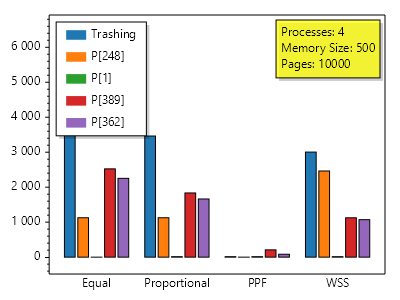 Trashing
P[248]
P[1]
P[389]
P[362]
Processes: 4
Memory Size: 500
Pages: 10000
6 000
5 000
4 000
3 000
2 000
1 000
0
Equal Proportional PPF WSS